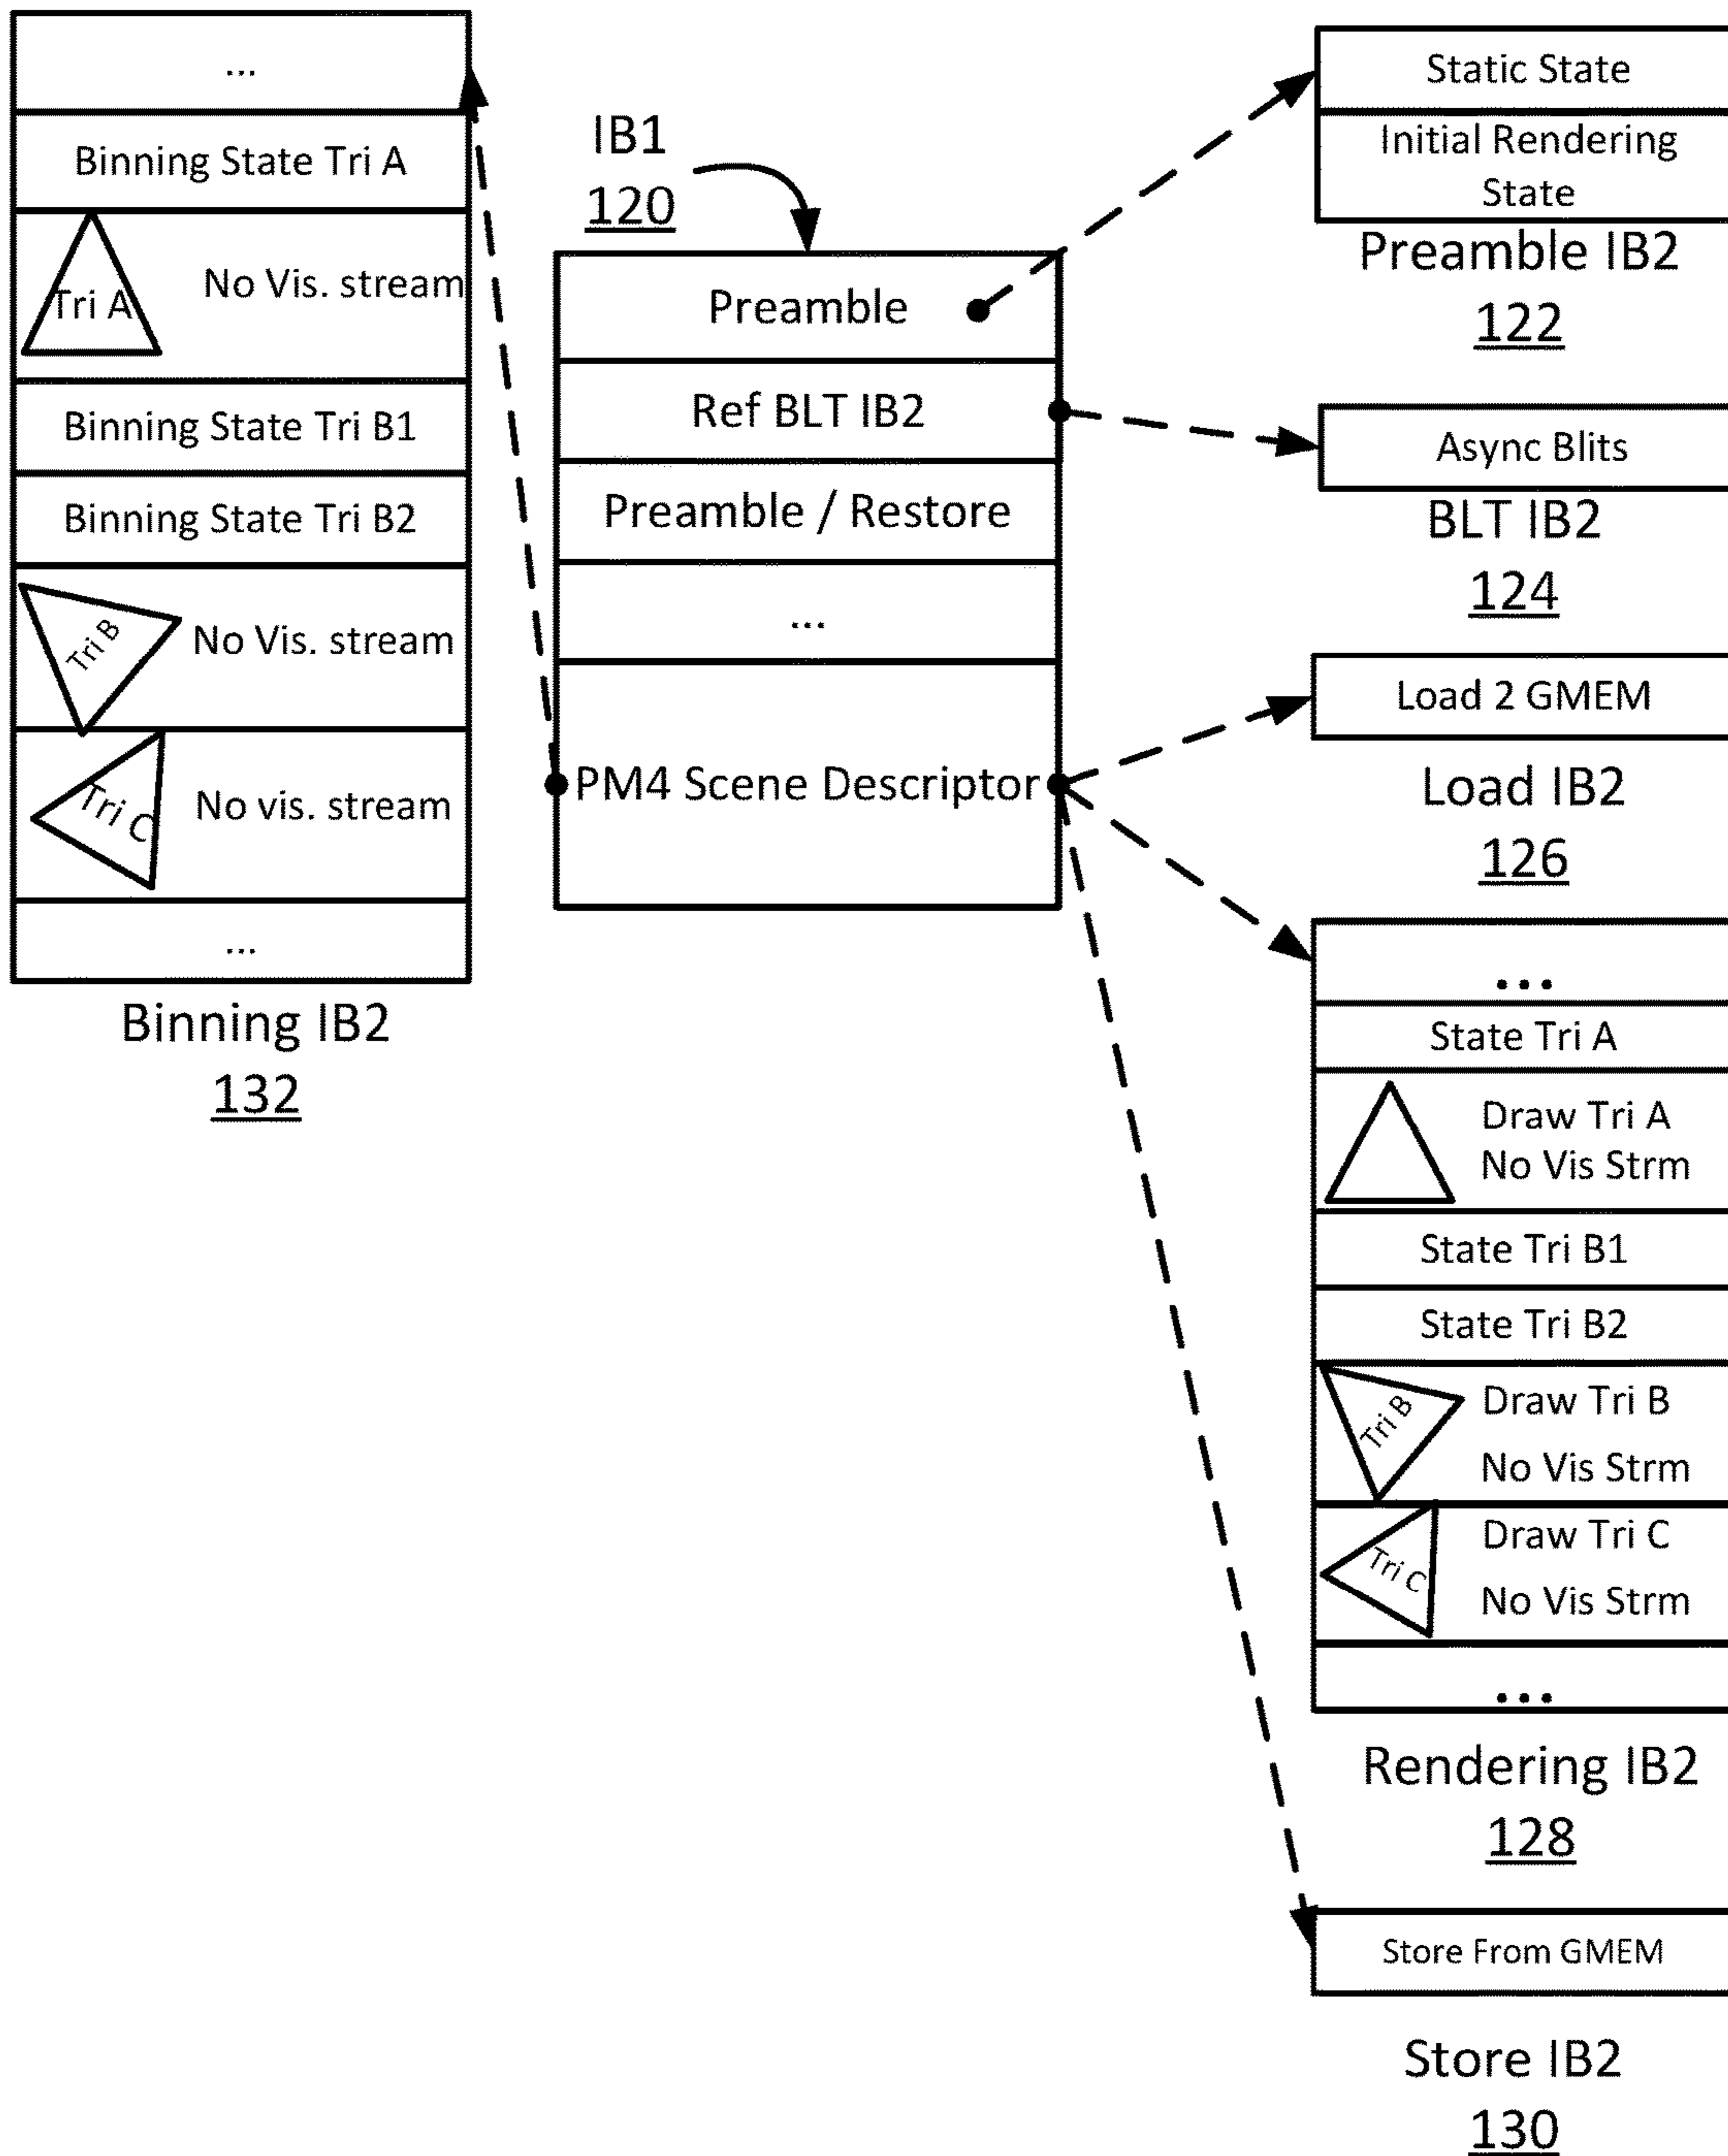 ...
Binning State Tri A
Tri A
No Vis. stream
Binning State Tri B1
Binning State Tri B2
Tri B
No Vis. stream
Tri C
No vis. stream
...
Binning IB2
132
IB1
120
Preamble
Ref BLT IB2
Preamble / Restore
...
PM4 Scene Descriptor
Static State
Initial Rendering
State
Preamble IB2
122
Async Blits
BLT IB2
124
Load 2 GMEM
Load IB2
126
...
State Tri A
Draw Tri A
No Vis Strm
State Tri B1
State Tri B2
Tri B
Draw Tri B
No Vis Strm
Tri C
Draw Tri C
No Vis Strm
...
Rendering IB2
128
Store From GMEM
Store IB2
130